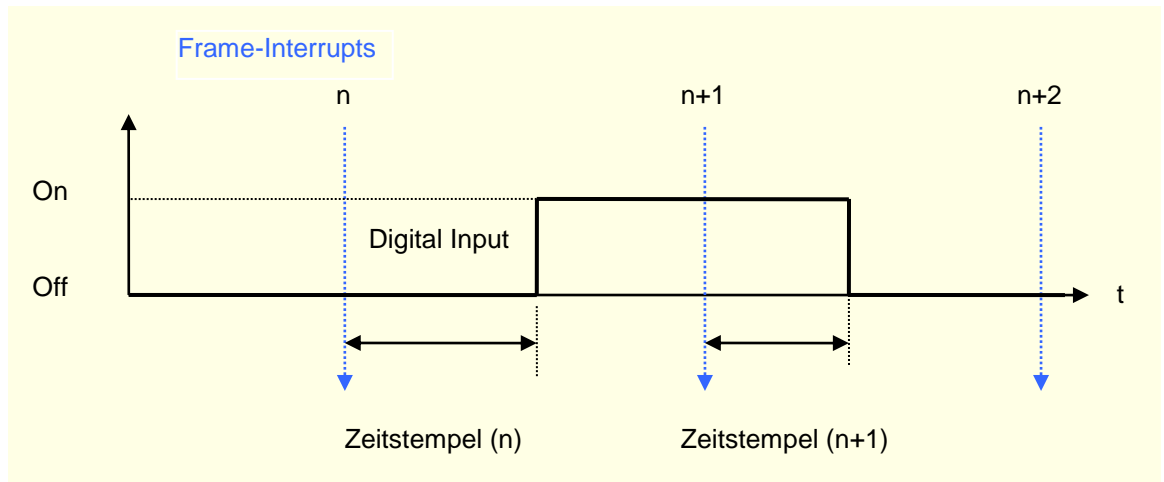 Frame-Interrupts
n n+1 n+2
On
Digital Input
Off
t
Zeitstempel (n) Zeitstempel (n+1)